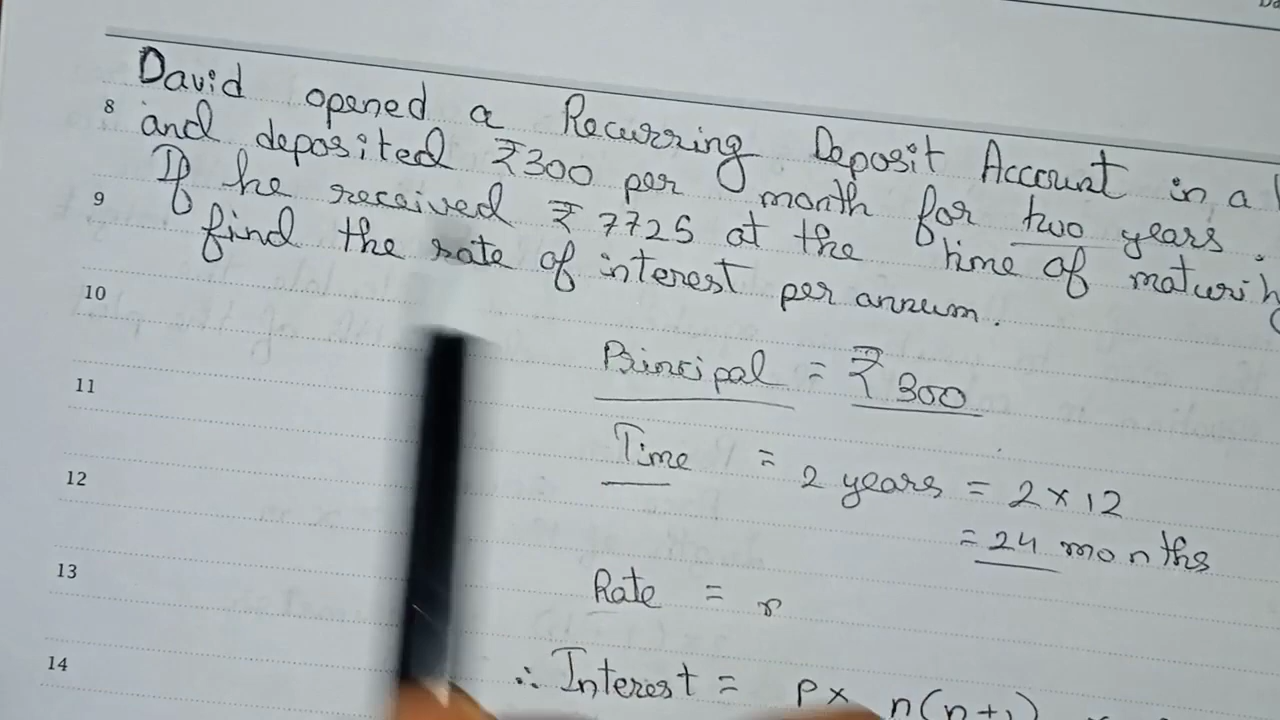 David opened a Recurring Deposit Account in a
8
and deposited ₹300 per month for two years.
If he received ₹7725 at the time of maturity
9
find the rate of interest per annum.
10
Principal = ₹300
11
Time = 2 years = 2×12
12
= 24 months
13
Rate = r
14
∴ Interest = P× n(n+1)